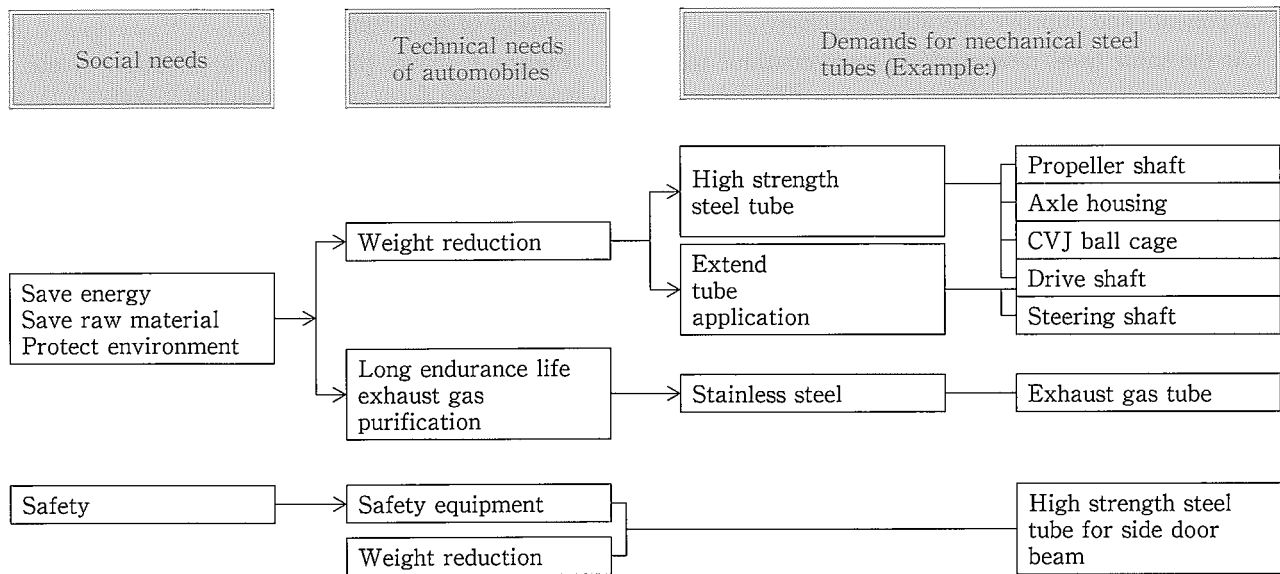 Social needs
Technical needs
of automobiles
Demands for mechanical steel
tubes (Example:)
Save energy
Save raw material
Protect environment
Weight reduction
High strength
steel tube
Propeller shaft
Axle housing
CVJ ball cage
Drive shaft
Steering shaft
Extend
tube
application
Long endurance life
exhaust gas
purification
Stainless steel
Exhaust gas tube
Safety
Safety equipment
Weight reduction
High strength steel
tube for side door
beam